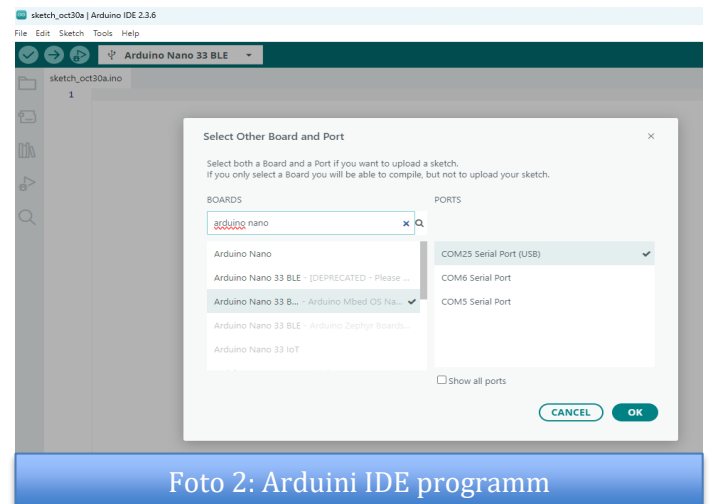 sketch_oct30a | Arduino IDE 2.3.6
File Edit Sketch Tools Help
Arduino Nano 33 BLE
sketch_oct30a.ino
1
Select Other Board and Port
Select both a Board and a Port if you want to upload a sketch.
If you only select a Board you will be able to compile, but not to upload your sketch.
BOARDS PORTS
arduino nano
Arduino Nano COM25 Serial Port (USB)
Arduino Nano 33 BLE - [DEPRECATED - Please ... COM6 Serial Port
Arduino Nano 33 B... - Arduino Mbed OS Na... COM5 Serial Port
Arduino Nano 33 BLE - Arduino Zephyr Boards...
Arduino Nano 33 IoT
Show all ports
CANCEL OK
Foto 2: Arduini IDE programm